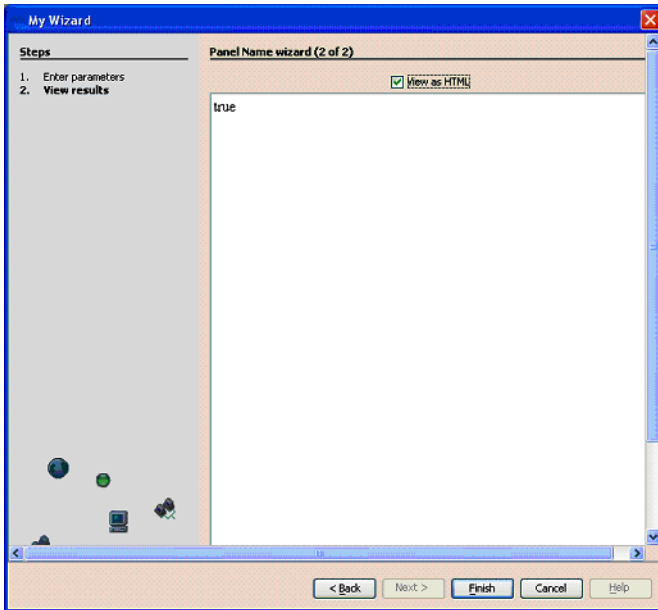 My Wizard
Steps
1. Enter parameters
2. View results
Panel Name wizard (2 of 2)
View as HTML
true
< Back Next > Finish Cancel Help